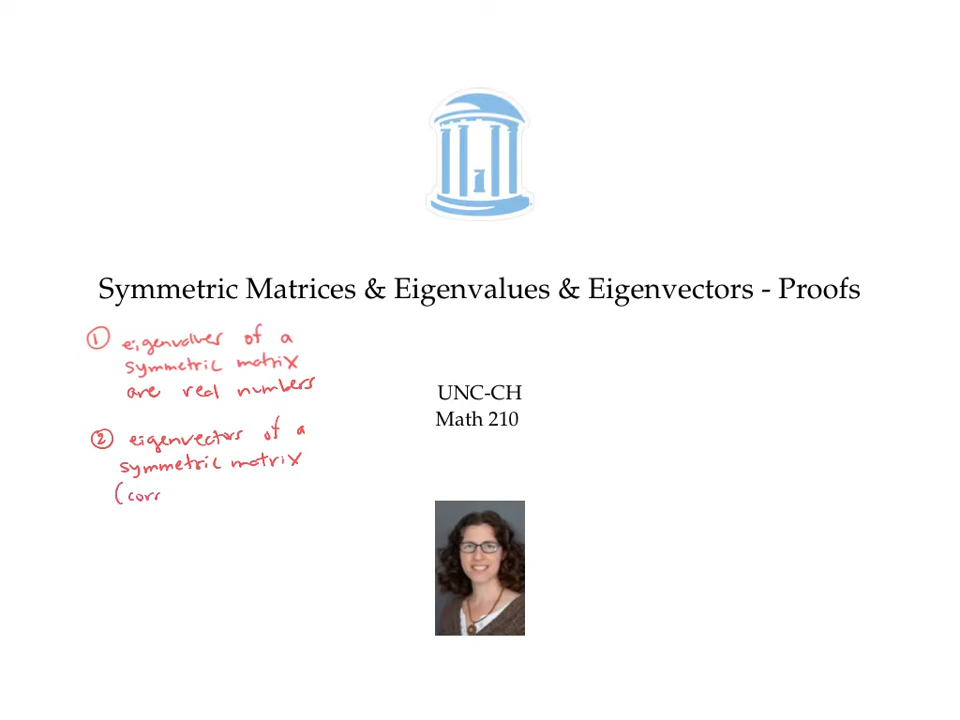 Symmetric Matrices & Eigenvalues & Eigenvectors - Proofs
① eigenvalues of a
symmetric matrix
are real numbers
② eigenvectors of a
symmetric matrix
(corr
UNC-CH
Math 210